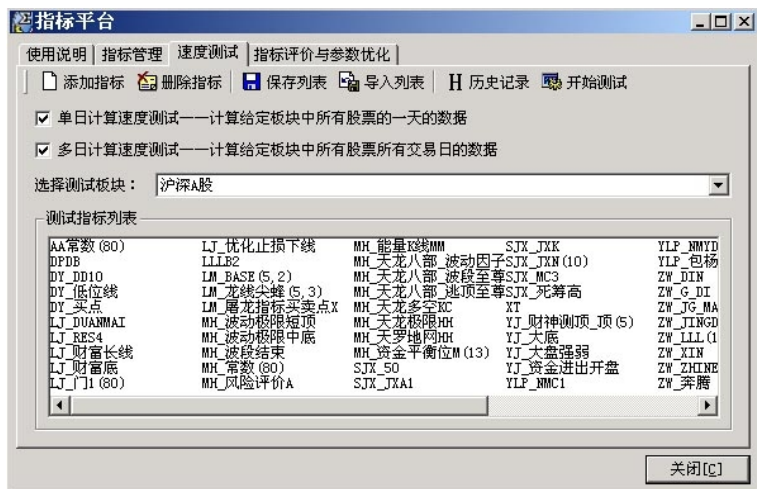 指标平台
使用说明 指标管理 速度测试 指标评价与参数优化
添加指标 删除指标 保存列表 导入列表 H 历史记录 开始测试
单日计算速度测试——计算给定板块中所有股票的一天的数据
多日计算速度测试——计算给定板块中所有股票所有交易日的数据
选择测试板块： 沪深A股
测试指标列表
AA常数(80) LJ_优化止损下线 MH_能量K线MM SJX_JXK YLP_NMYD
DPDB LLLB2 MH_天龙八部_波动因子 SJX_JXN(10) YLP_包杨
DY_DD10 LM_BASE(5,2) MH_天龙八部_波段至尊 SJX_MC3 ZW_DIN
DY_低位线 LM_龙线尖蜂(5,3) MH_天龙八部_逃顶至尊 SJX_死筹高 ZW_G_DI
DY_买点 LM_屠龙指标买卖点X MH_天龙多空KC XT ZW_JG_MA
LJ_DUANMAI MH_波动极限短顶 MH_天龙极限HH YJ_财神测顶_顶(5) ZW_JINGD
LJ_RES4 MH_波动极限中底 MH_天罗地网HH YJ_大底 ZW_LLL(1
LJ_财富长线 MH_波段结束 MH_资金平衡位M(13) YJ_大盘强弱 ZW_XIN
LJ_财富底 MH_常数(80) SJX_50 YJ_资金进出开盘 ZW_ZHINE
LJ_门1(80) MH_风险评价A SJX_JXA1 YLP_NMC1 ZW_奔腾
关闭[C]